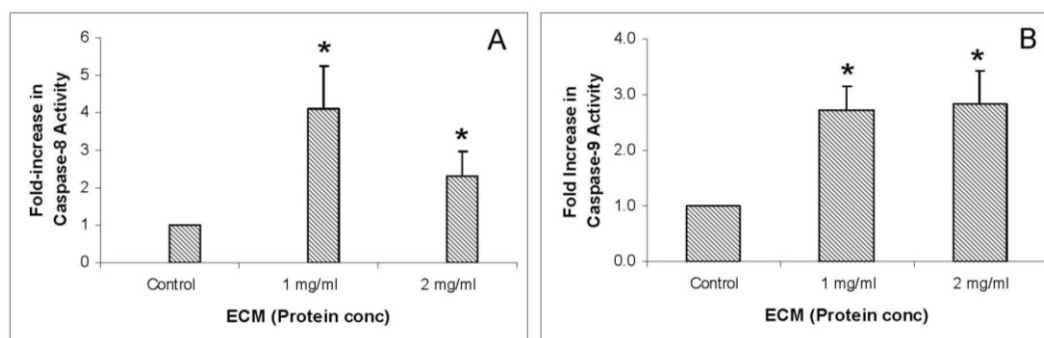 A
Fold-increase in
Caspase-8 Activity
6
5
4
3
2
1
0
*
*
Control
1 mg/ml
2 mg/ml
ECM (Protein conc)
B
Fold Increase in
Caspase-9 Activity
4.0
3.0
2.0
1.0
0.0
*
*
Control
1 mg/ml
2 mg/ml
ECM (Protein conc)